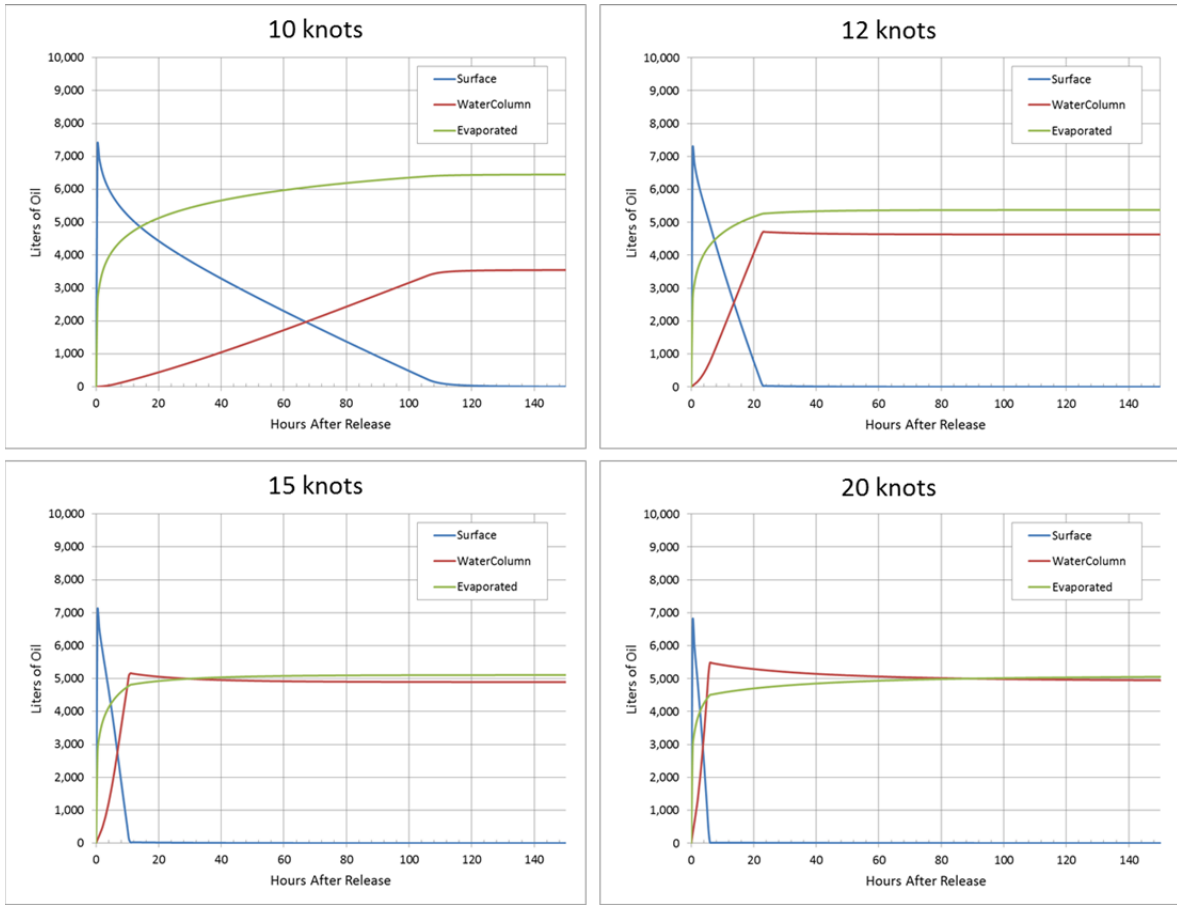 10 knots
10,000
9,000
8,000
7,000
6,000
5,000
4,000
3,000
2,000
1,000
0
Liters of Oil
Surface
WaterColumn
Evaporated
0 20 40 60 80 100 120 140
Hours After Release
12 knots
10,000
9,000
8,000
7,000
6,000
5,000
4,000
3,000
2,000
1,000
0
Liters of Oil
Surface
WaterColumn
Evaporated
0 20 40 60 80 100 120 140
Hours After Release
15 knots
10,000
9,000
8,000
7,000
6,000
5,000
4,000
3,000
2,000
1,000
0
Liters of Oil
Surface
WaterColumn
Evaporated
0 20 40 60 80 100 120 140
Hours After Release
20 knots
10,000
9,000
8,000
7,000
6,000
5,000
4,000
3,000
2,000
1,000
0
Liters of Oil
Surface
WaterColumn
Evaporated
0 20 40 60 80 100 120 140
Hours After Release